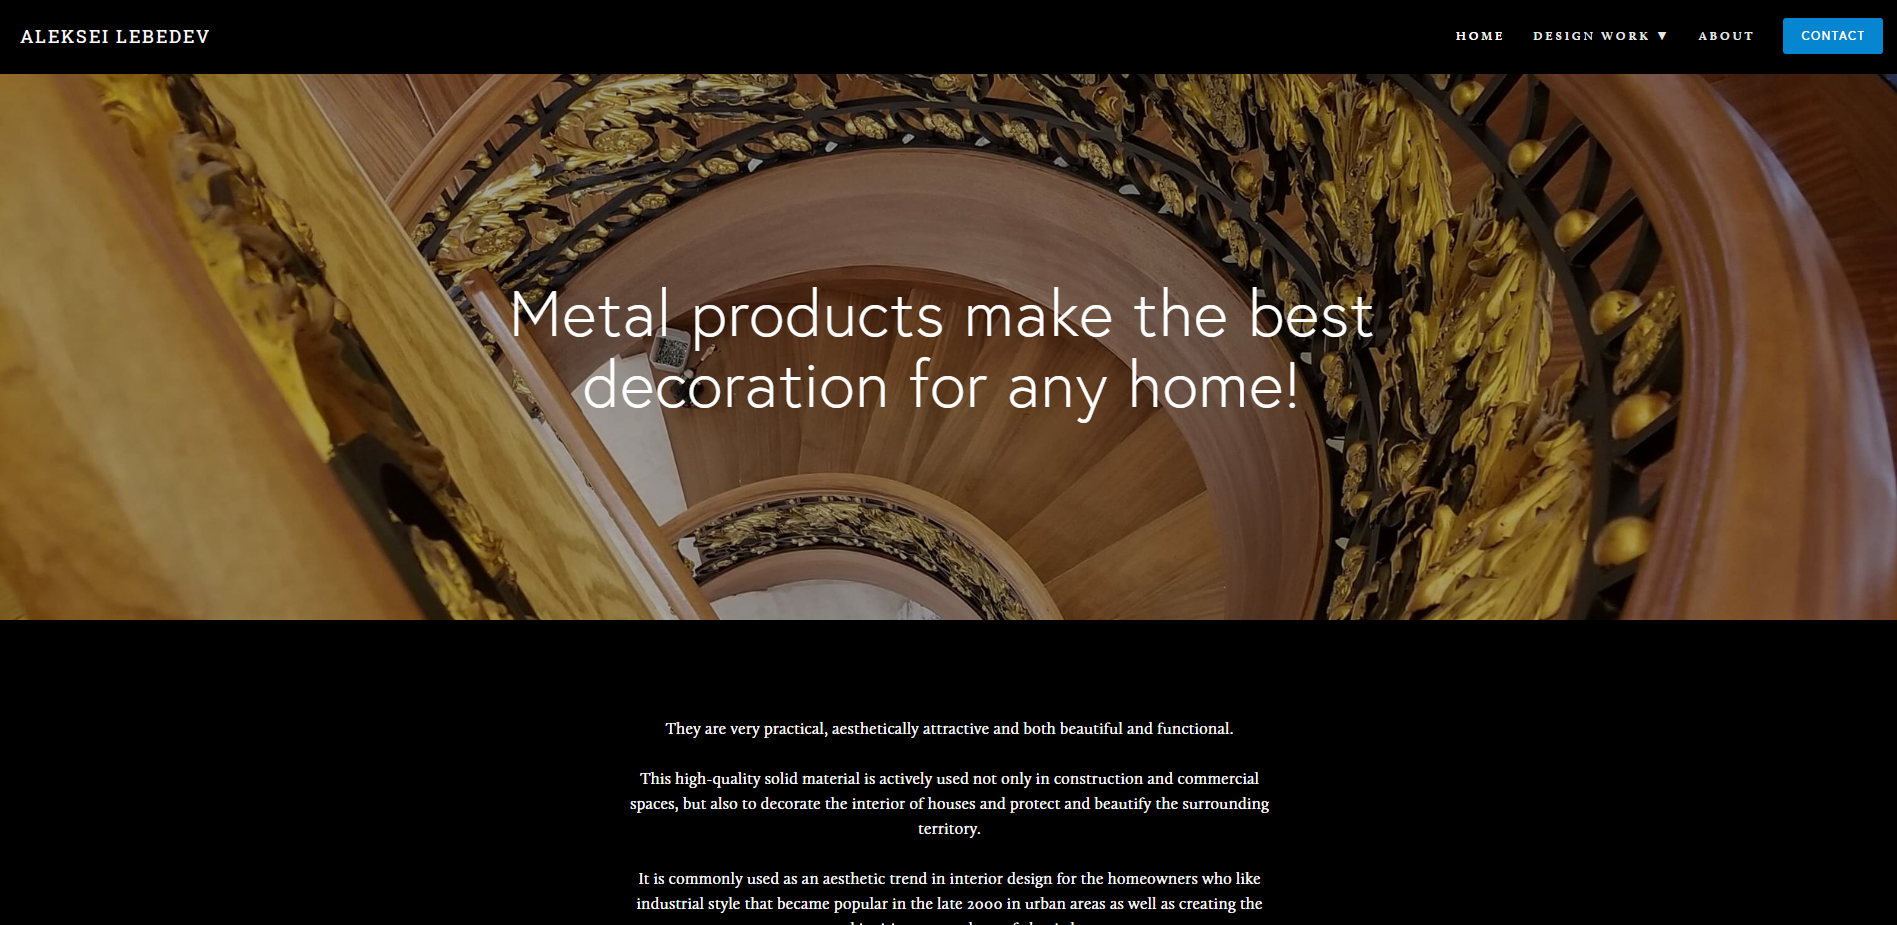 ALEKSEI LEBEDEV
HOME DESIGN WORK ▼ ABOUT CONTACT
Metal products make the best
decoration for any home!
They are very practical, aesthetically attractive and both beautiful and functional.
This high-quality solid material is actively used not only in construction and commercial
spaces, but also to decorate the interior of houses and protect and beautify the surrounding
territory.
It is commonly used as an aesthetic trend in interior design for the homeowners who like
industrial style that became popular in the late 2000 in urban areas as well as creating the